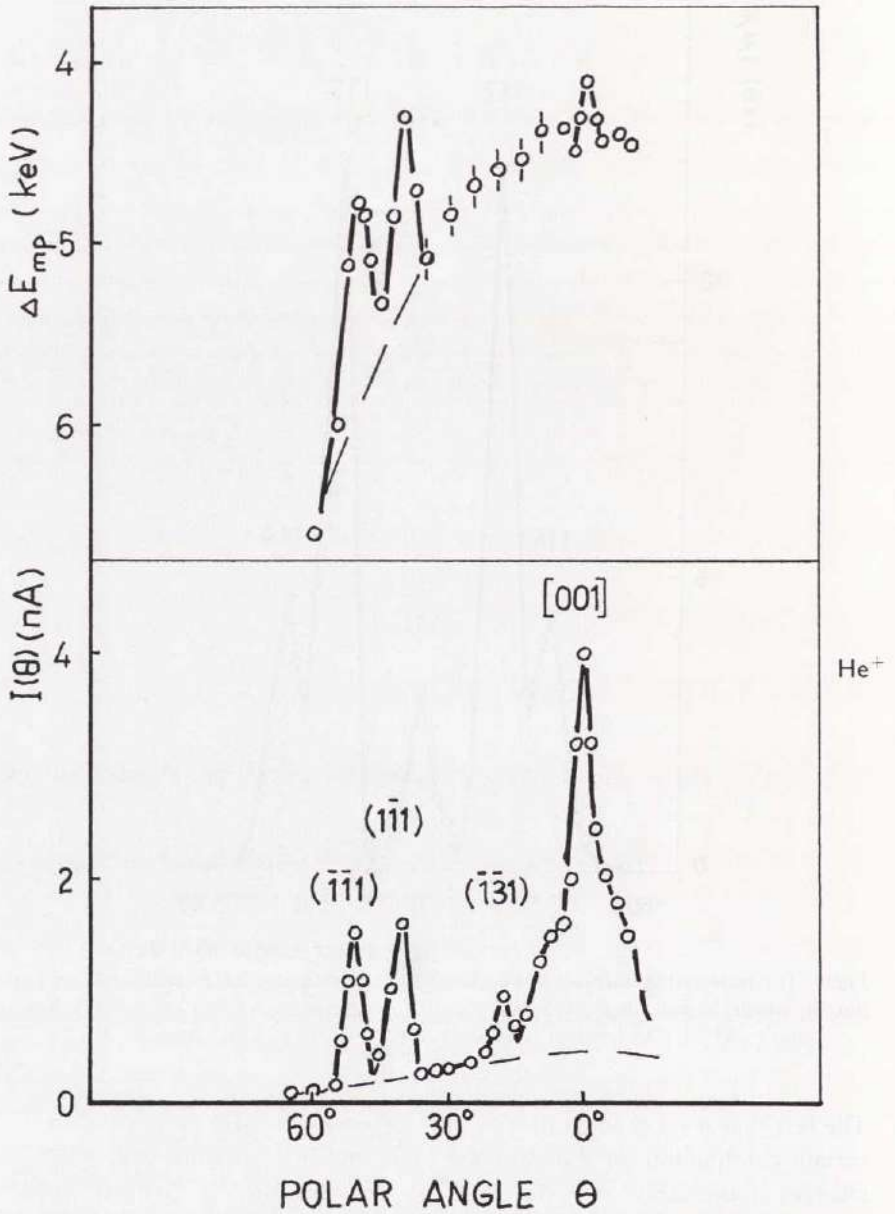 4
5
6
ΔE_mp (keV)
[001]
4
He⁺
I(θ) (nA)
(11̅1)
(1̅1̅11)
(1̅1̅31)
2
0
60° 30° 0°
POLAR ANGLE θ